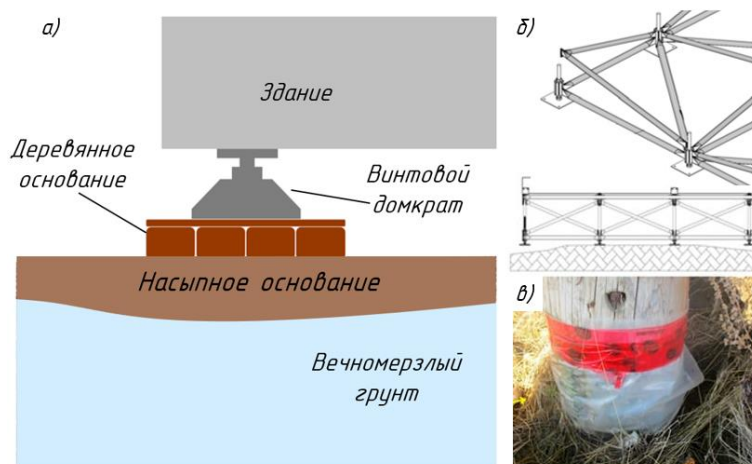 а)
Здание
Деревянное
основание
Винтовой
домкрат
Насыпное основание
Вечномерзлый
грунт
б)
в)